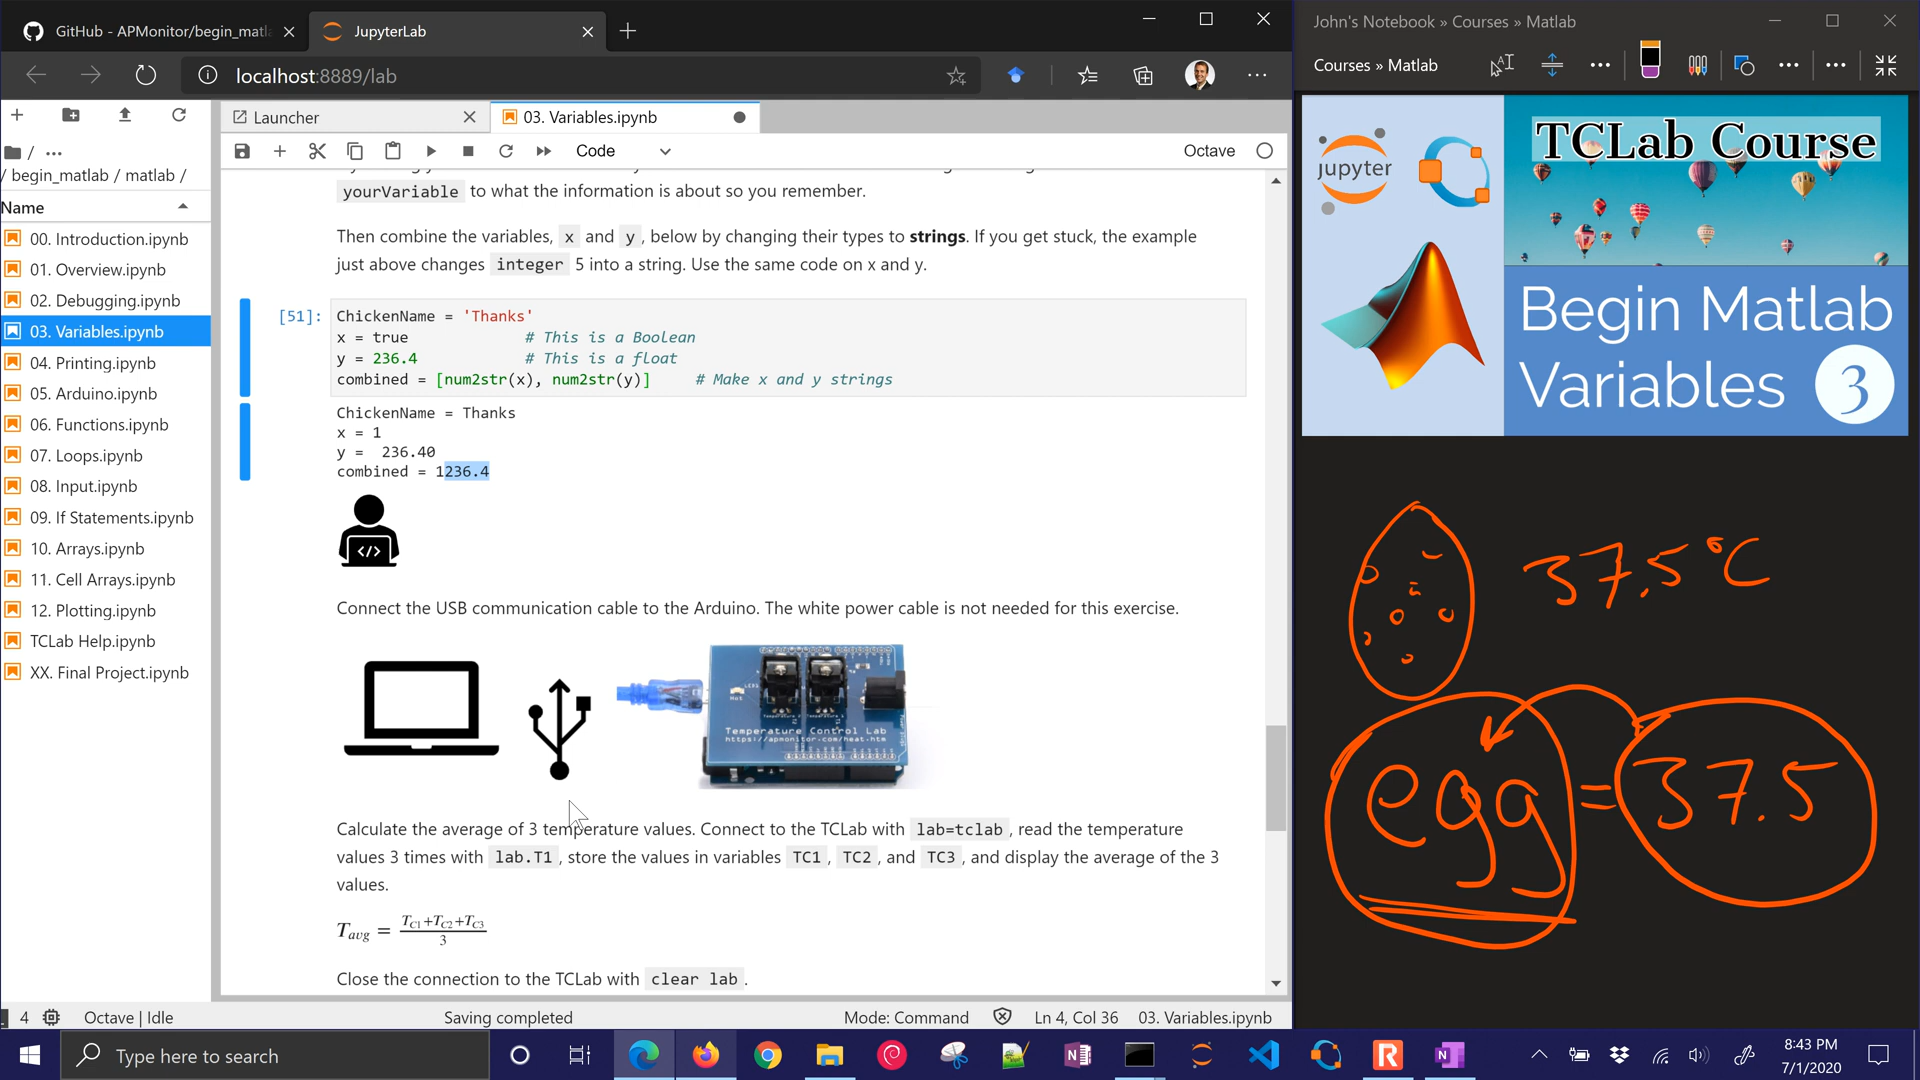 GitHub - APMonitor/begin_matla
JupyterLab
localhost:8889/lab
/ ...
/ begin_matlab / matlab /
Name
00. Introduction.ipynb
01. Overview.ipynb
02. Debugging.ipynb
03. Variables.ipynb
04. Printing.ipynb
05. Arduino.ipynb
06. Functions.ipynb
07. Loops.ipynb
08. Input.ipynb
09. If Statements.ipynb
10. Arrays.ipynb
11. Cell Arrays.ipynb
12. Plotting.ipynb
TCLab Help.ipynb
XX. Final Project.ipynb
Launcher
03. Variables.ipynb
Code
Octave
yourVariable to what the information is about so you remember.
Then combine the variables, x and y, below by changing their types to strings. If you get stuck, the example
just above changes integer 5 into a string. Use the same code on x and y.
[51]:
ChickenName = 'Thanks'
x = true # This is a Boolean
y = 236.4 # This is a float
combined = [num2str(x), num2str(y)] # Make x and y strings
ChickenName = Thanks
x = 1
y = 236.40
combined = 1236.4
</>
Connect the USB communication cable to the Arduino. The white power cable is not needed for this exercise.
Temperature Control Lab
https://apmonitor.com/heat.htm
Calculate the average of 3 temperature values. Connect to the TCLab with lab=tclab, read the temperature
values 3 times with lab.T1, store the values in variables TC1, TC2, and TC3, and display the average of the 3
values.
Tavg = TC1+TC2+TC3
3
Close the connection to the TCLab with clear lab.
4 Octave | Idle Saving completed Mode: Command Ln 4, Col 36 03. Variables.ipynb
John's Notebook » Courses » Matlab
Courses » Matlab
jupyter
TCLab Course
Begin Matlab
Variables 3
37.5°C
egg = 37.5
Type here to search
8:43 PM
7/1/2020